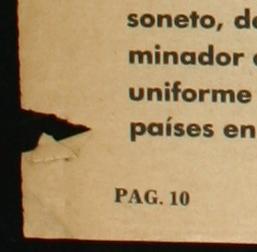 soneto, de
minador
uniforme
países en
PAG. 10